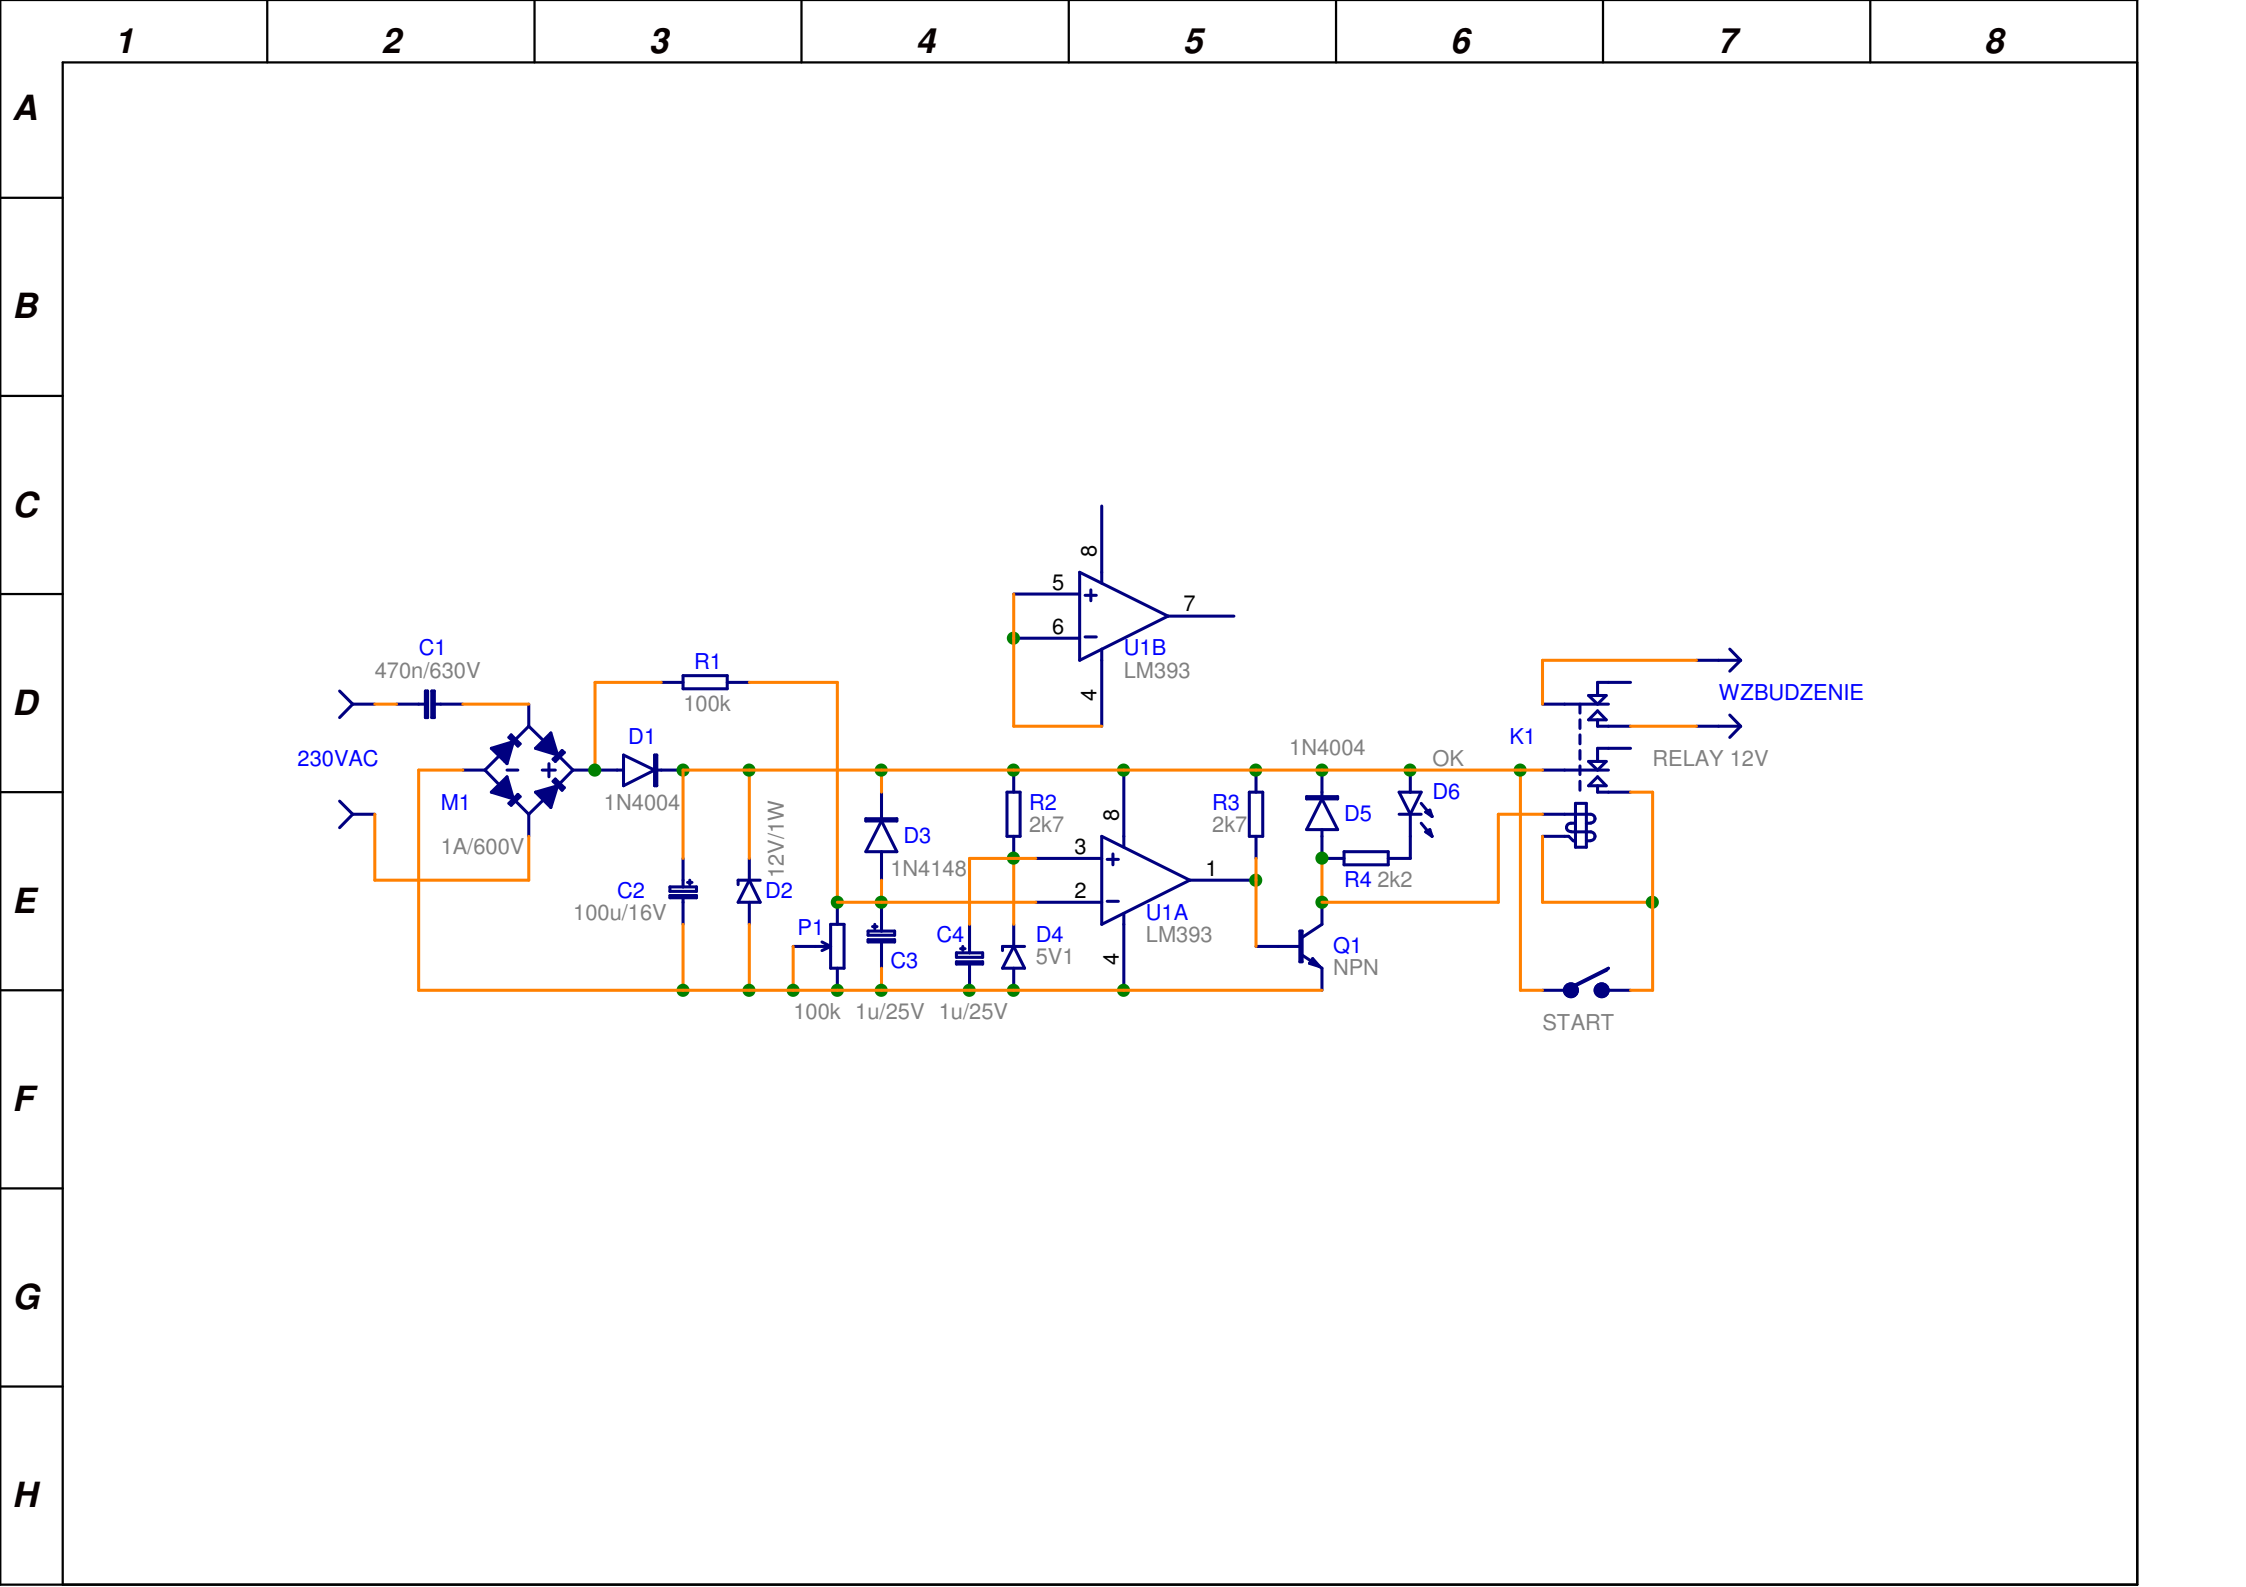 1 2 3 4 5 6 7 8
A
B
C
D
E
F
G
H
8
5
6
7
4
U1B
LM393
C1
470n/630V
R1
100k
230VAC
M1
1A/600V
D1
1N4004
C2
100u/16V
12V/1W
D2
P1
100k
D3
1N4148
C3
1u/25V
C4
1u/25V
R2
2k7
D4
5V1
8
3
2
1
4
U1A
LM393
R3
2k7
1N4004
D5
OK
D6
R4 2k2
Q1
NPN
K1
WZBUDZENIE
RELAY 12V
START